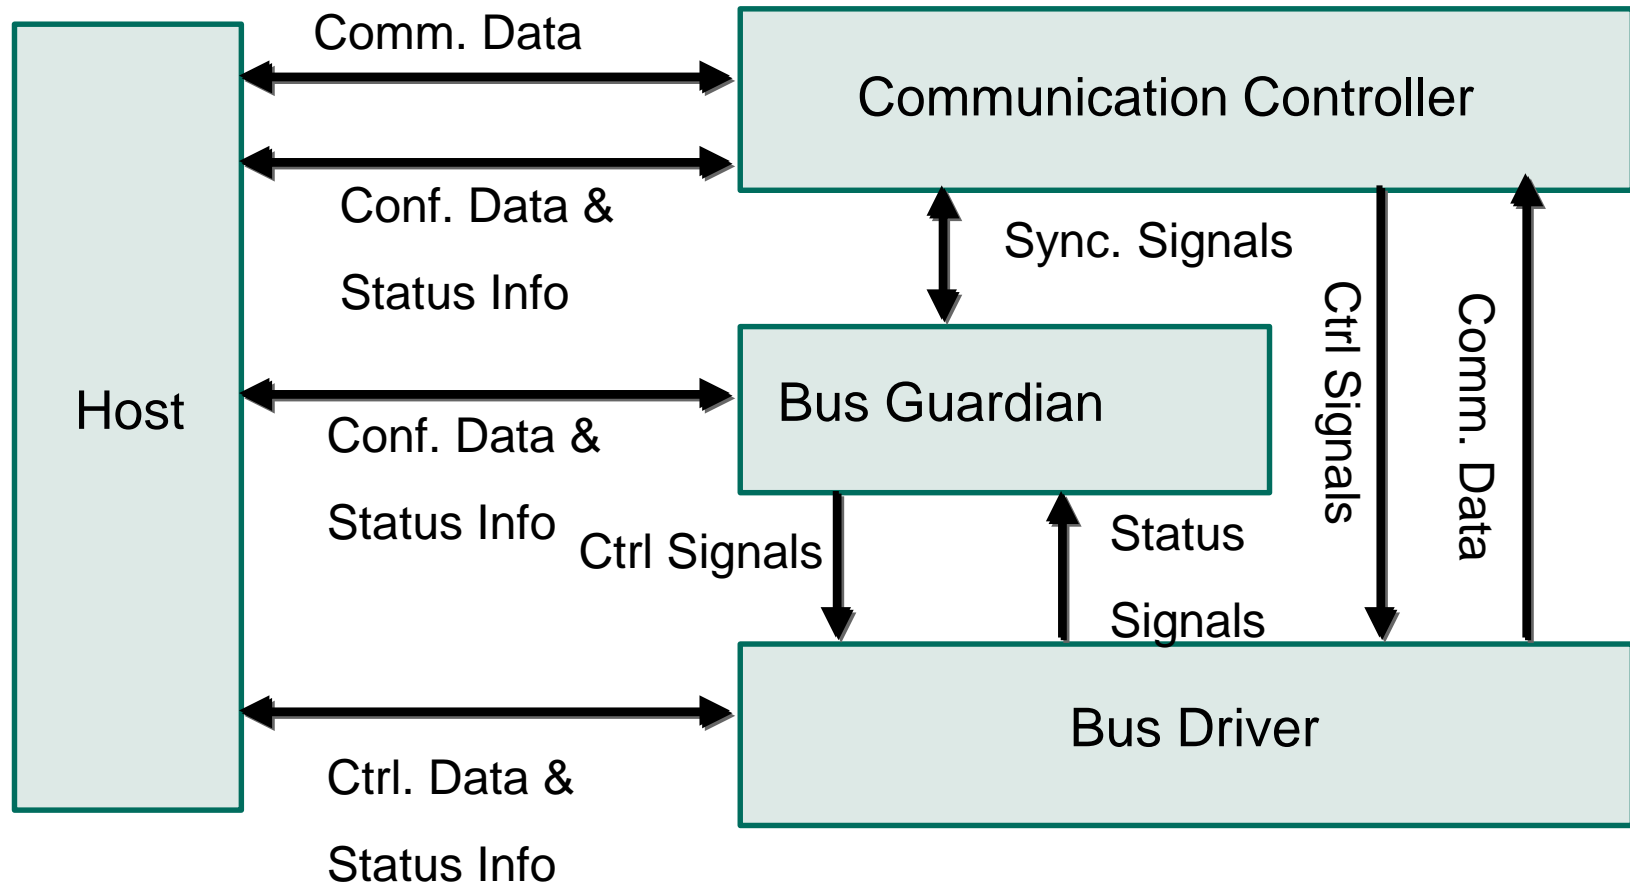 Comm. Data
Communication Controller
Conf. Data &
Status Info
Sync. Signals
Ctrl Signals
Comm. Data
Host
Bus Guardian
Conf. Data &
Status Info
Ctrl Signals
Status
Signals
Bus Driver
Ctrl. Data &
Status Info